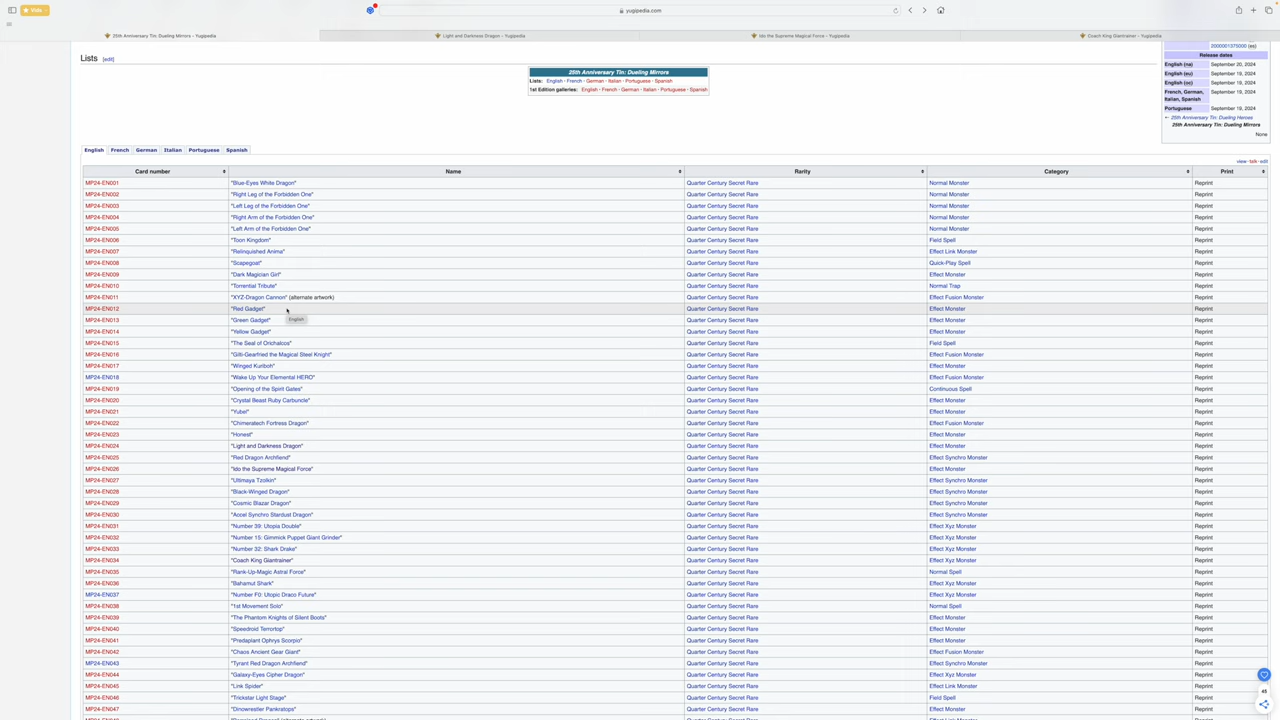 Vids
yugipedia.com
25th Anniversary Tin: Dueling Mirrors - Yugipedia
Light and Darkness Dragon - Yugipedia
Ido the Supreme Magical Force - Yugipedia
Coach King Giantrainer - Yugipedia
Lists [edit]
25th Anniversary Tin: Dueling Mirrors
Lists: English · French · German · Italian · Portuguese · Spanish
1st Edition galleries: English · French · German · Italian · Portuguese · Spanish
2000001375000 (es)
Release dates
English (na) September 20, 2024
English (eu) September 19, 2024
English (oc) September 19, 2024
French, German, Italian, Spanish September 19, 2024
Portuguese September 19, 2024
← 25th Anniversary Tin: Dueling Heroes
25th Anniversary Tin: Dueling Mirrors
None
English French German Italian Portuguese Spanish
view · talk · edit
Card number Name Rarity Category Print
MP24-EN001 "Blue-Eyes White Dragon" Quarter Century Secret Rare Normal Monster Reprint
MP24-EN002 "Right Leg of the Forbidden One" Quarter Century Secret Rare Normal Monster Reprint
MP24-EN003 "Left Leg of the Forbidden One" Quarter Century Secret Rare Normal Monster Reprint
MP24-EN004 "Right Arm of the Forbidden One" Quarter Century Secret Rare Normal Monster Reprint
MP24-EN005 "Left Arm of the Forbidden One" Quarter Century Secret Rare Normal Monster Reprint
MP24-EN006 "Toon Kingdom" Quarter Century Secret Rare Field Spell Reprint
MP24-EN007 "Relinquished Anima" Quarter Century Secret Rare Effect Link Monster Reprint
MP24-EN008 "Scapegoat" Quarter Century Secret Rare Quick-Play Spell Reprint
MP24-EN009 "Dark Magician Girl" Quarter Century Secret Rare Effect Monster Reprint
MP24-EN010 "Torrential Tribute" Quarter Century Secret Rare Normal Trap Reprint
MP24-EN011 "XYZ-Dragon Cannon" (alternate artwork) Quarter Century Secret Rare Effect Fusion Monster Reprint
MP24-EN012 "Red Gadget" Quarter Century Secret Rare Effect Monster Reprint
English
MP24-EN013 "Green Gadget" Quarter Century Secret Rare Effect Monster Reprint
MP24-EN014 "Yellow Gadget" Quarter Century Secret Rare Effect Monster Reprint
MP24-EN015 "The Seal of Orichalcos" Quarter Century Secret Rare Field Spell Reprint
MP24-EN016 "Gilti-Gearfried the Magical Steel Knight" Quarter Century Secret Rare Effect Fusion Monster Reprint
MP24-EN017 "Winged Kuriboh" Quarter Century Secret Rare Effect Monster Reprint
MP24-EN018 "Wake Up Your Elemental HERO" Quarter Century Secret Rare Effect Fusion Monster Reprint
MP24-EN019 "Opening of the Spirit Gates" Quarter Century Secret Rare Continuous Spell Reprint
MP24-EN020 "Crystal Beast Ruby Carbuncle" Quarter Century Secret Rare Effect Monster Reprint
MP24-EN021 "Yubel" Quarter Century Secret Rare Effect Monster Reprint
MP24-EN022 "Chimeratech Fortress Dragon" Quarter Century Secret Rare Effect Fusion Monster Reprint
MP24-EN023 "Honest" Quarter Century Secret Rare Effect Monster Reprint
MP24-EN024 "Light and Darkness Dragon" Quarter Century Secret Rare Effect Monster Reprint
MP24-EN025 "Red Dragon Archfiend" Quarter Century Secret Rare Effect Synchro Monster Reprint
MP24-EN026 "Ido the Supreme Magical Force" Quarter Century Secret Rare Effect Monster Reprint
MP24-EN027 "Ultimaya Tzolkin" Quarter Century Secret Rare Effect Synchro Monster Reprint
MP24-EN028 "Black-Winged Dragon" Quarter Century Secret Rare Effect Synchro Monster Reprint
MP24-EN029 "Cosmic Blazar Dragon" Quarter Century Secret Rare Effect Synchro Monster Reprint
MP24-EN030 "Accel Synchro Stardust Dragon" Quarter Century Secret Rare Effect Synchro Monster Reprint
MP24-EN031 "Number 39: Utopia Double" Quarter Century Secret Rare Effect Xyz Monster Reprint
MP24-EN032 "Number 15: Gimmick Puppet Giant Grinder" Quarter Century Secret Rare Effect Xyz Monster Reprint
MP24-EN033 "Number 32: Shark Drake" Quarter Century Secret Rare Effect Xyz Monster Reprint
MP24-EN034 "Coach King Giantrainer" Quarter Century Secret Rare Effect Xyz Monster Reprint
MP24-EN035 "Rank-Up-Magic Astral Force" Quarter Century Secret Rare Normal Spell Reprint
MP24-EN036 "Bahamut Shark" Quarter Century Secret Rare Effect Xyz Monster Reprint
MP24-EN037 "Number F0: Utopic Draco Future" Quarter Century Secret Rare Effect Xyz Monster Reprint
MP24-EN038 "1st Movement Solo" Quarter Century Secret Rare Normal Spell Reprint
MP24-EN039 "The Phantom Knights of Silent Boots" Quarter Century Secret Rare Effect Monster Reprint
MP24-EN040 "Speedroid Terrortop" Quarter Century Secret Rare Effect Monster Reprint
MP24-EN041 "Predaplant Ophrys Scorpio" Quarter Century Secret Rare Effect Monster Reprint
MP24-EN042 "Chaos Ancient Gear Giant" Quarter Century Secret Rare Effect Fusion Monster Reprint
MP24-EN043 "Tyrant Red Dragon Archfiend" Quarter Century Secret Rare Effect Synchro Monster Reprint
MP24-EN044 "Galaxy-Eyes Cipher Dragon" Quarter Century Secret Rare Effect Xyz Monster Reprint
MP24-EN045 "Link Spider" Quarter Century Secret Rare Effect Link Monster Reprint
MP24-EN046 "Trickstar Light Stage" Quarter Century Secret Rare Field Spell Reprint
MP24-EN047 "Dinowrestler Pankratops" Quarter Century Secret Rare Effect Monster Reprint